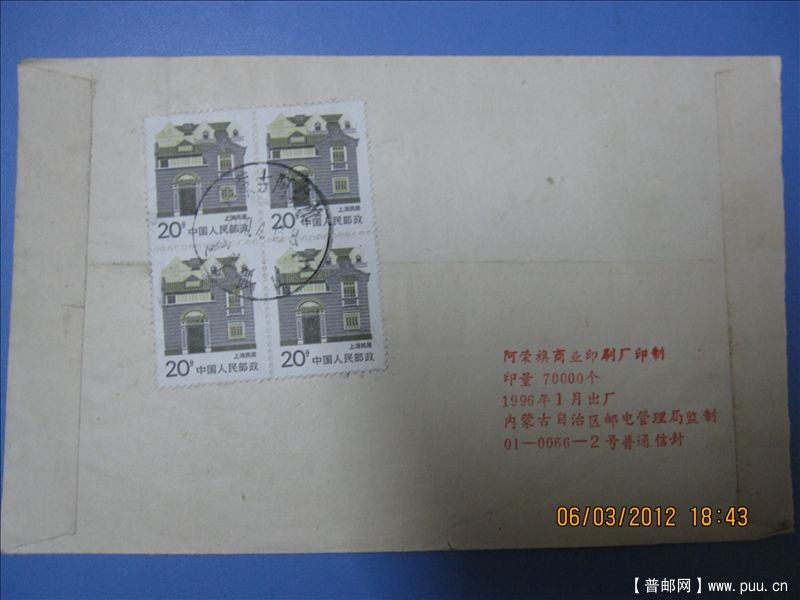 上海民居
20分 中国人民邮政
上海民居
20分 中国人民邮政
上海民居
20分 中国人民邮政
上海民居
20分 中国人民邮政
阿荣旗商业印刷厂印制
印量 70000个
1996年1月出厂
内蒙古自治区邮电管理局监制
01—0066—2号普通信封
06/03/2012 18:43
【普邮网】www.puu.cn